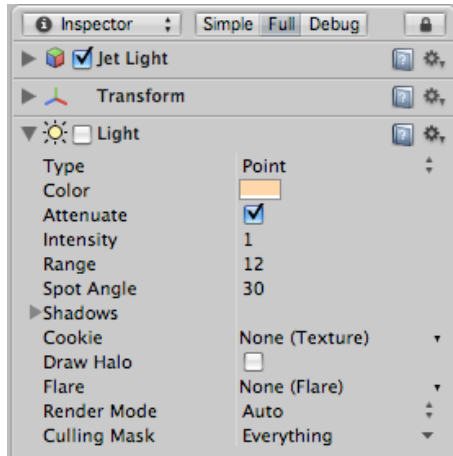 Inspector Simple Full Debug
Jet Light
Transform
Light
Type Point
Color
Attenuate
Intensity 1
Range 12
Spot Angle 30
Shadows
Cookie None (Texture)
Draw Halo
Flare None (Flare)
Render Mode Auto
Culling Mask Everything